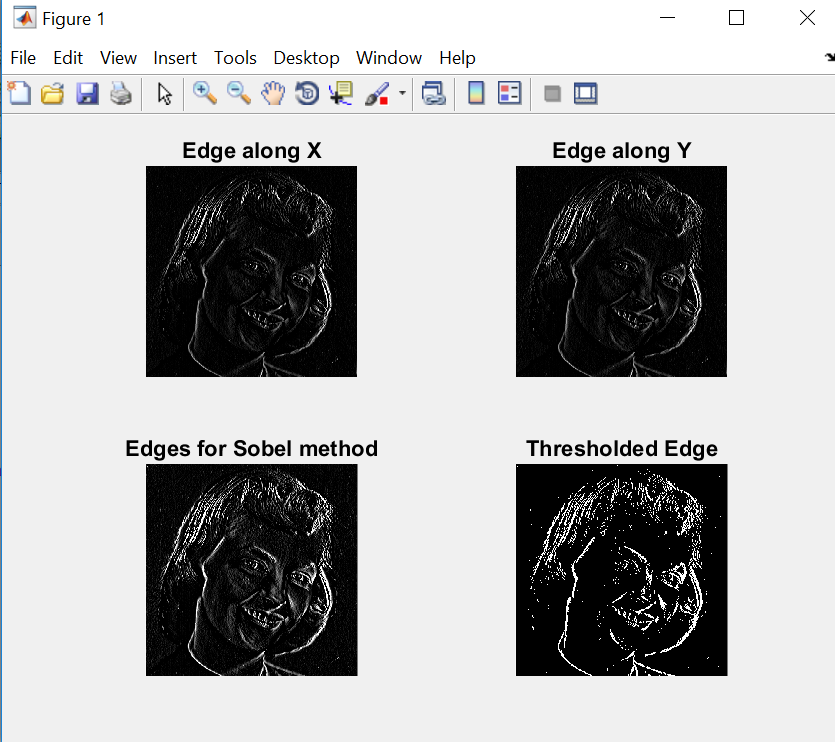 Figure 1
File Edit View Insert Tools Desktop Window Help
Edge along X
Edge along Y
Edges for Sobel method
Thresholded Edge